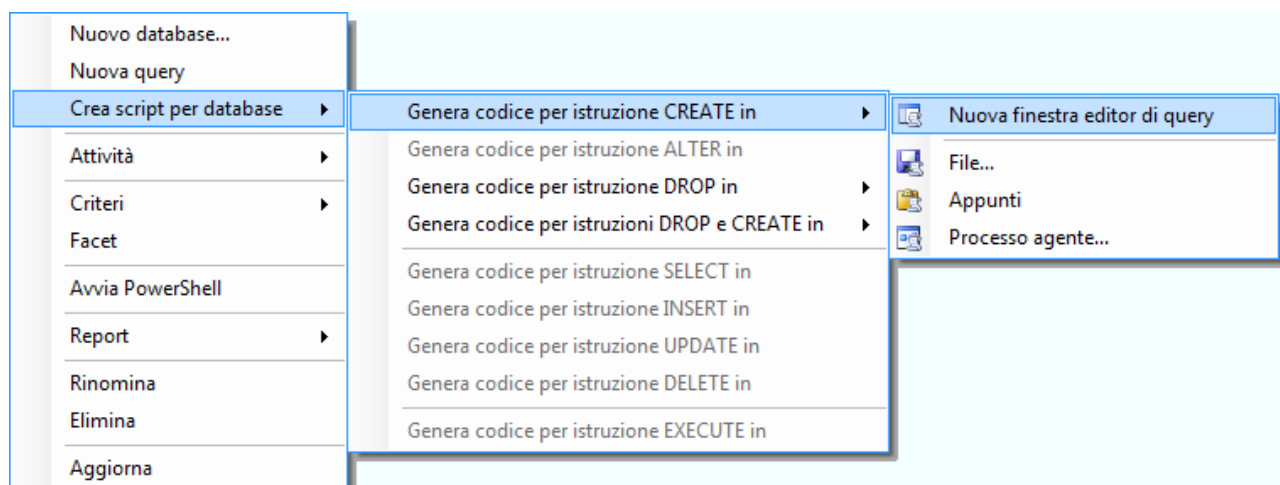 Nuovo database...
Nuova query
Crea script per database
Attività
Criteri
Facet
Avvia PowerShell
Report
Rinomina
Elimina
Aggiorna
Genera codice per istruzione CREATE in
Genera codice per istruzione ALTER in
Genera codice per istruzione DROP in
Genera codice per istruzioni DROP e CREATE in
Genera codice per istruzione SELECT in
Genera codice per istruzione INSERT in
Genera codice per istruzione UPDATE in
Genera codice per istruzione DELETE in
Genera codice per istruzione EXECUTE in
Nuova finestra editor di query
File...
Appunti
Processo agente...